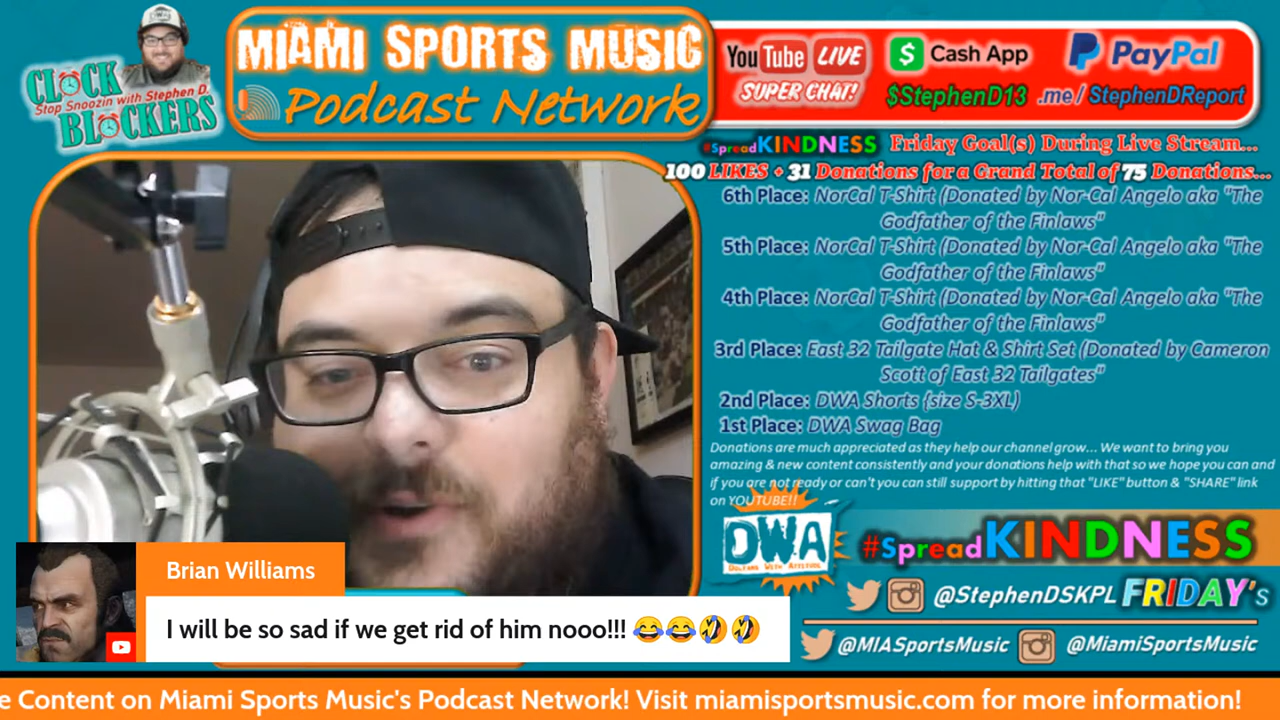 DWA
CLOCK
Stop Snoozin with Stephen D.
BLOCKERS
MIAMI SPORTS MUSIC
Podcast Network
YouTube LIVE
SUPER CHAT!
$ Cash App
$StephenD13
PayPal
.me/StephenDReport
#SpreadKINDNESS Friday Goal(s) During Live Stream...
100 LIKES + 31 Donations for a Grand Total of 75 Donations...
6th Place: NorCal T-Shirt (Donated by Nor-Cal Angelo aka "The
Godfather of the Finlaws"
5th Place: NorCal T-Shirt (Donated by Nor-Cal Angelo aka "The
Godfather of the Finlaws"
4th Place: NorCal T-Shirt (Donated by Nor-Cal Angelo aka "The
Godfather of the Finlaws"
3rd Place: East 32 Tailgate Hat & Shirt Set (Donated by Cameron
Scott of East 32 Tailgates"
2nd Place: DWA Shorts {size S-3XL)
1st Place: DWA Swag Bag
Donations are much appreciated as they help our channel grow... We want to bring you
amazing & new content consistently and your donations help with that so we hope you can and
if you are not ready or can't you can still support by hitting that "LIKE" button & "SHARE" link
on YOUTUBE!!
DWA
DOLFANS WITH ATTITUDE
#SpreadKINDNESS
@StephenDSKPL FRIDAY's
@MIASportsMusic @MiamiSportsMusic
Brian Williams
I will be so sad if we get rid of him nooo!!! 😂😂🤣🤣
e Content on Miami Sports Music's Podcast Network! Visit miamisportsmusic.com for more information!